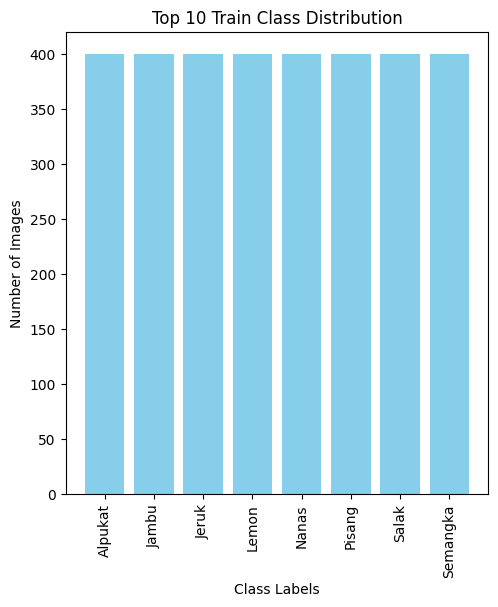 Top 10 Train Class Distribution
Number of Images
400
350
300
250
200
150
100
50
0
Alpukat
Jambu
Jeruk
Lemon
Nanas
Pisang
Salak
Semangka
Class Labels